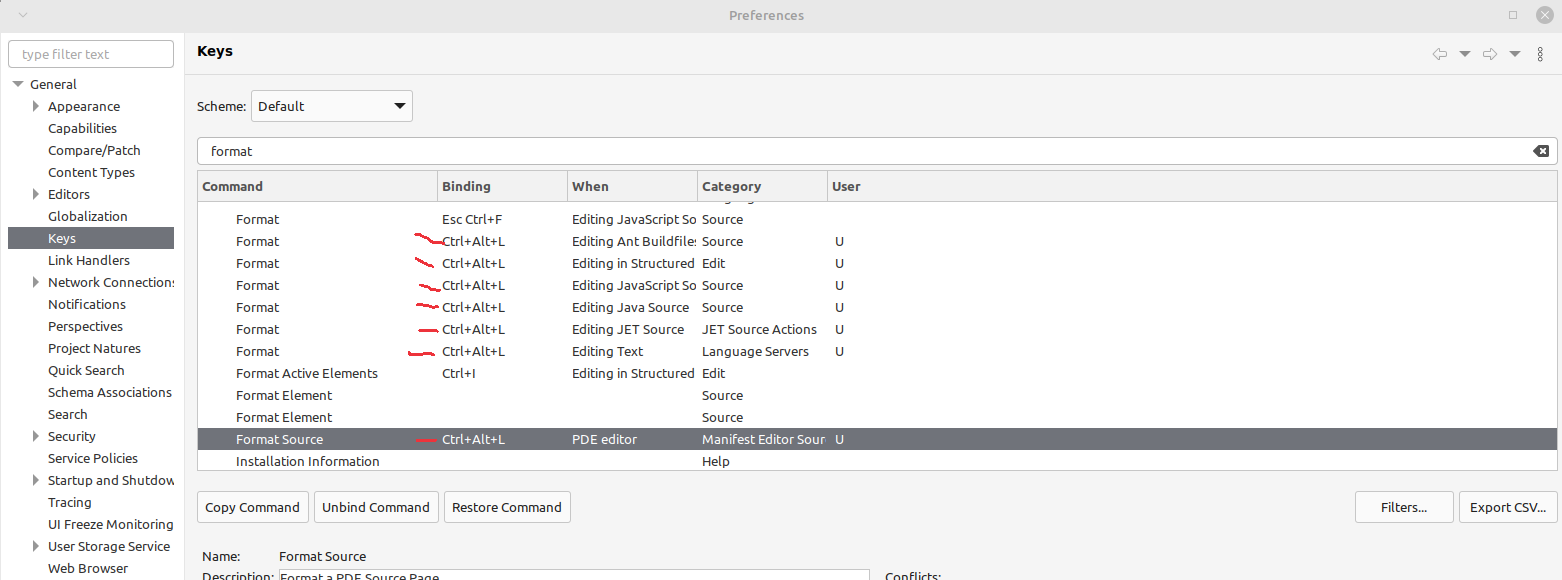 Preferences
type filter text
General
Appearance
Capabilities
Compare/Patch
Content Types
Editors
Globalization
Keys
Link Handlers
Network Connections
Notifications
Perspectives
Project Natures
Quick Search
Schema Associations
Search
Security
Service Policies
Startup and Shutdow
Tracing
UI Freeze Monitoring
User Storage Service
Web Browser
Keys
Scheme: Default
format
Command Binding When Category User
Format Esc Ctrl+F Editing JavaScript So Source
Format Ctrl+Alt+L Editing Ant Buildfiles Source U
Format Ctrl+Alt+L Editing in Structured Edit U
Format Ctrl+Alt+L Editing JavaScript So Source U
Format Ctrl+Alt+L Editing Java Source Source U
Format Ctrl+Alt+L Editing JET Source JET Source Actions U
Format Ctrl+Alt+L Editing Text Language Servers U
Format Active Elements Ctrl+I Editing in Structured Edit
Format Element Source
Format Element Source
Format Source Ctrl+Alt+L PDE editor Manifest Editor Sour U
Installation Information Help
Copy Command Unbind Command Restore Command Filters... Export CSV...
Name: Format Source
Description: Format a PDE Source Page Conflicts: